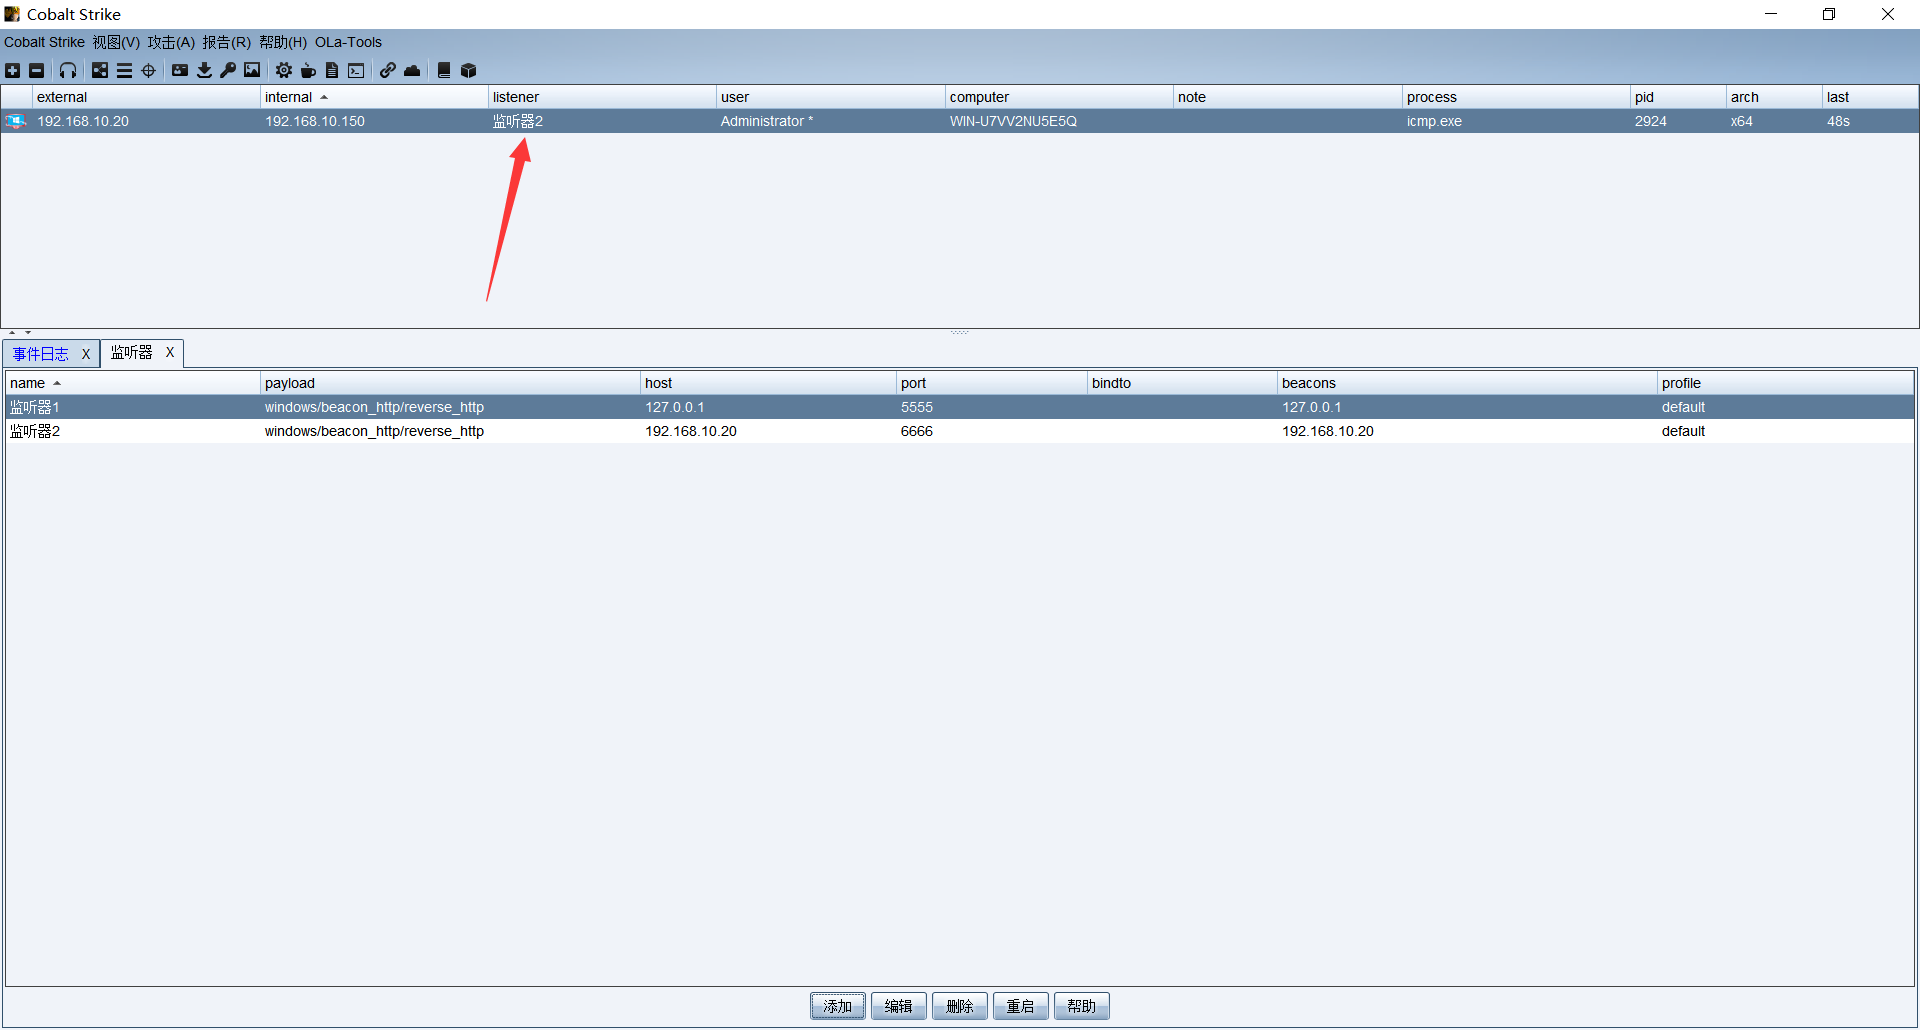 Cobalt Strike
Cobalt Strike 视图(V) 攻击(A) 报告(R) 帮助(H) OLa-Tools
external internal listener user computer note process pid arch last
192.168.10.20 192.168.10.150 监听器2 Administrator * WIN-U7VV2NU5E5Q icmp.exe 2924 x64 48s
事件日志 X 监听器 X
name payload host port bindto beacons profile
监听器1 windows/beacon_http/reverse_http 127.0.0.1 5555 127.0.0.1 default
监听器2 windows/beacon_http/reverse_http 192.168.10.20 6666 192.168.10.20 default
添加 编辑 删除 重启 帮助